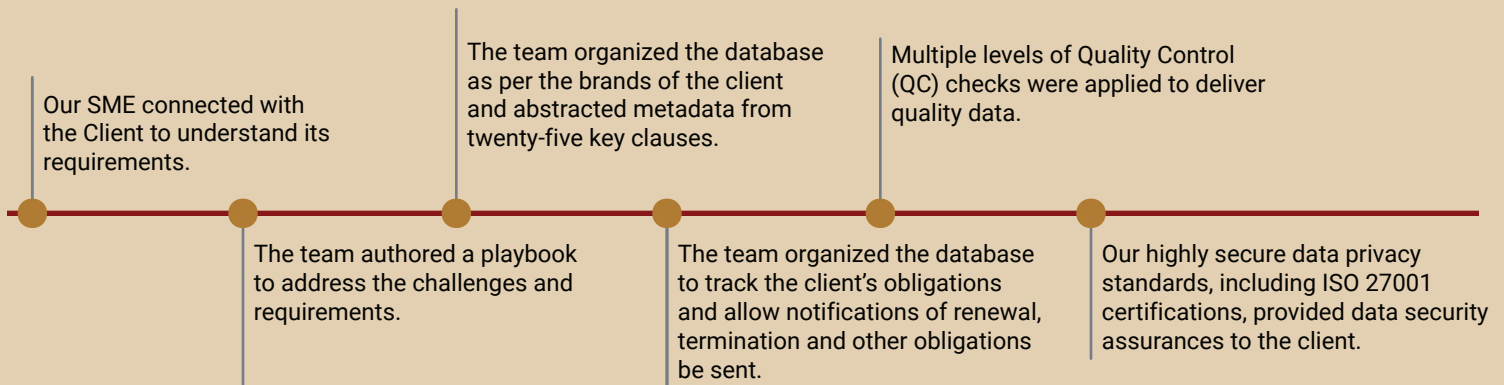 Our SME connected with
the Client to understand its
requirements.
The team authored a playbook
to address the challenges and
requirements.
The team organized the database
as per the brands of the client
and abstracted metadata from
twenty-five key clauses.
The team organized the database
to track the client’s obligations
and allow notifications of renewal,
termination and other obligations
be sent.
Multiple levels of Quality Control
(QC) checks were applied to deliver
quality data.
Our highly secure data privacy
standards, including ISO 27001
certifications, provided data security
assurances to the client.